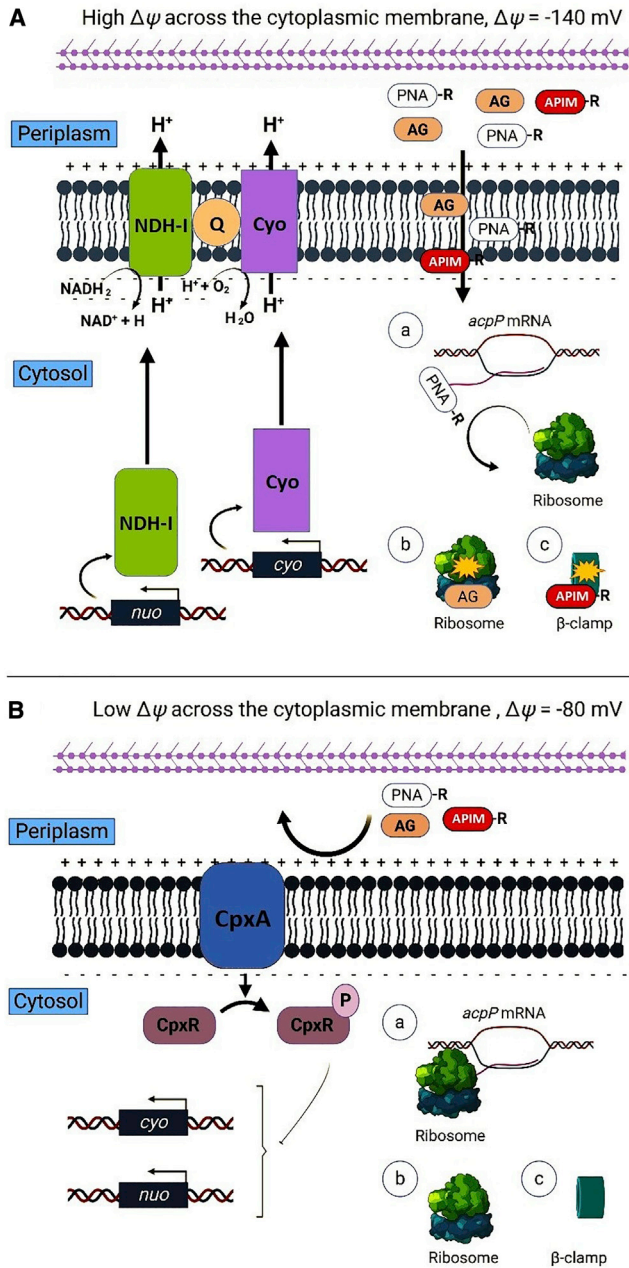 A
High Δψ across the cytoplasmic membrane, Δψ = -140 mV
PNA-R
AG
APIM-R
AG
PNA-R
Periplasm
H⁺
H⁺
+ + + + + + + + + + + + + + + + + + + + + + + + + + + + +
NDH-I
Q
Cyo
AG
PNA-R
APIM-R
NADH₂
H⁺+ O₂
H⁺
H⁺
NAD⁺ + H
H₂O
a
acpP mRNA
Cytosol
PNA-R
Cyo
Ribosome
NDH-I
cyo
b
c
AG
APIM-R
nuo
Ribosome
β-clamp
B
Low Δψ across the cytoplasmic membrane , Δψ = -80 mV
PNA-R
AG
APIM-R
Periplasm
+ + + + + + + + + + + + + + + + + + + + + + + + + + + + +
CpxA
Cytosol
P
CpxR
CpxR
a
acpP mRNA
cyo
Ribosome
nuo
b
c
Ribosome
β-clamp